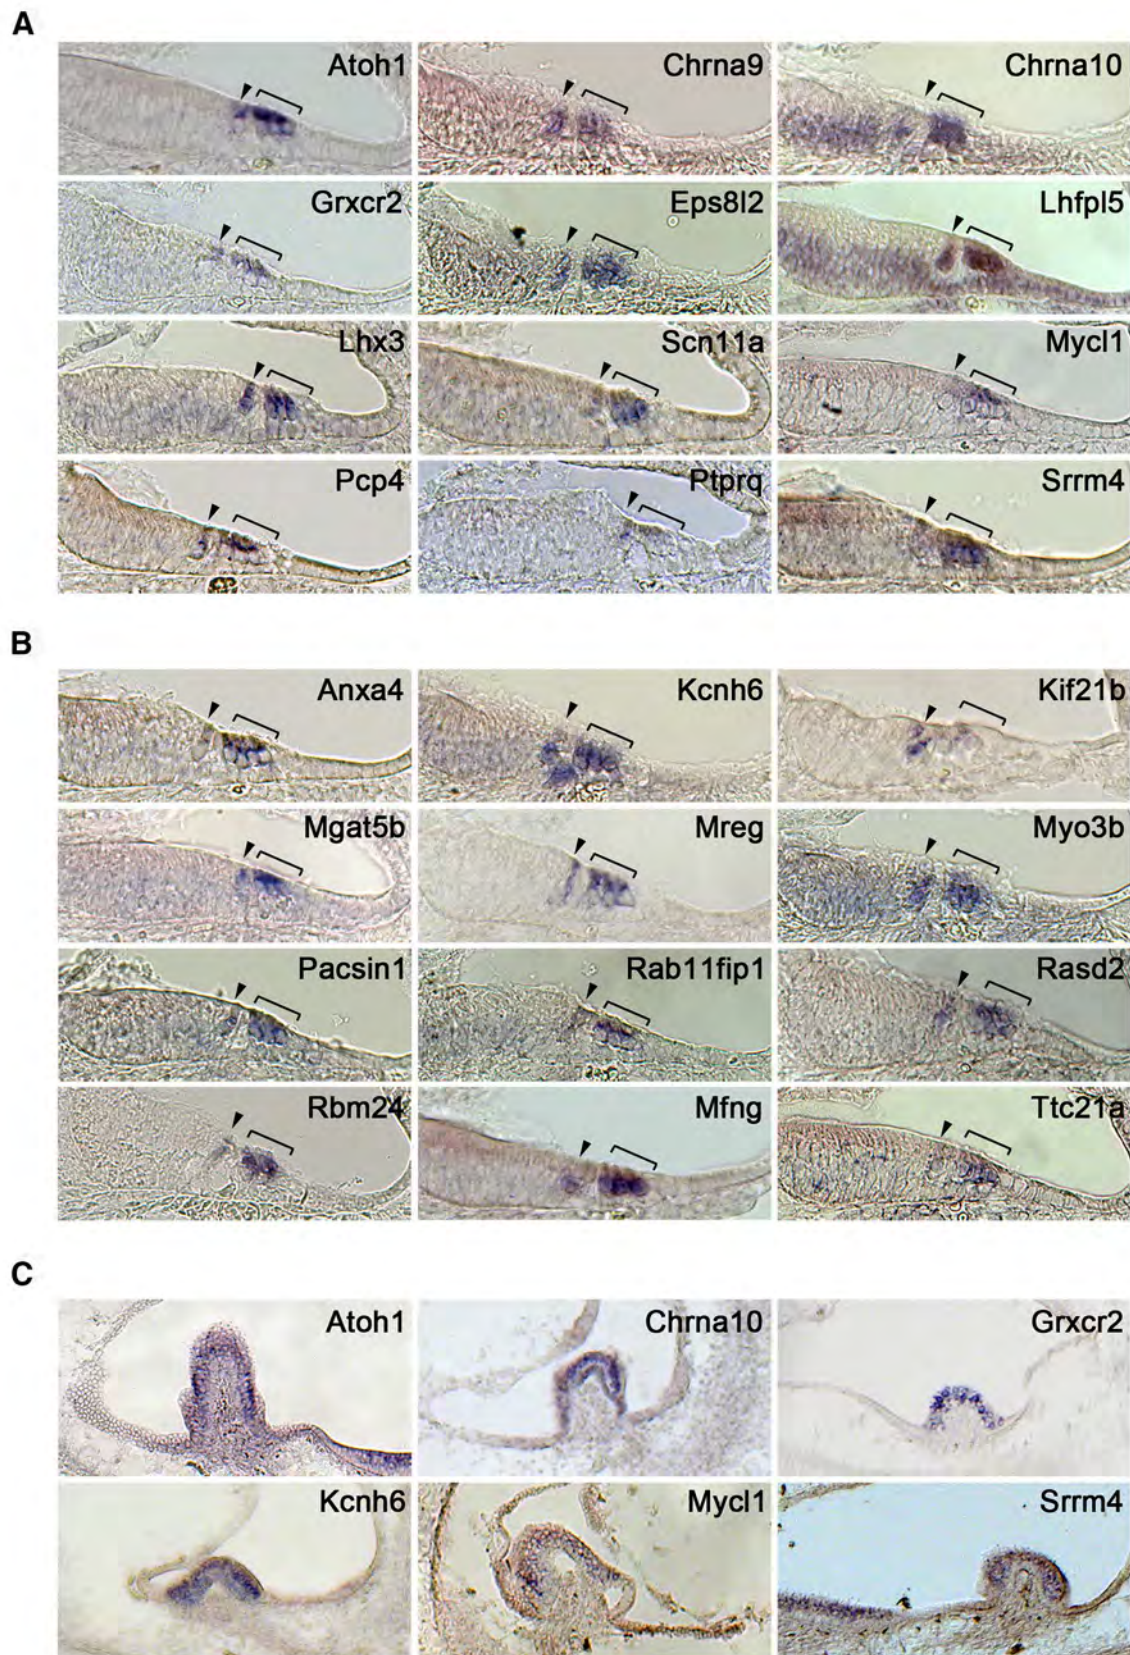 A
Atoh1
Chrna9
Chrna10
Grxcr2
Eps8l2
Lhfpl5
Lhx3
Scn11a
Mycl1
Pcp4
Ptprq
Srrm4
B
Anxa4
Kcnh6
Kif21b
Mgat5b
Mreg
Myo3b
Pacsin1
Rab11fip1
Rasd2
Rbm24
Mfng
Ttc21a
C
Atoh1
Chrna10
Grxcr2
Kcnh6
Mycl1
Srrm4